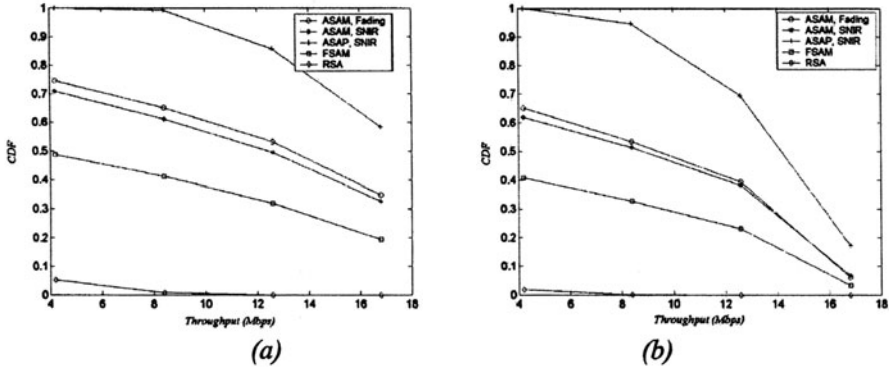 1
0.9
0.8
0.7
0.6
0.5
0.4
0.3
0.2
0.1
0
CDF
4 6 8 10 12 14 16 18
Throughput (Mbps)
ASAM, Fading
ASAM, SNIR
ASAP, SNIR
FSAM
RSA
(a)
1
0.9
0.8
0.7
0.6
0.5
0.4
0.3
0.2
0.1
0
CDF
4 6 8 10 12 14 16 18
Throughput (Mbps)
ASAM, Fading
ASAM, SNIR
ASAP, SNIR
FSAM
RSA
(b)